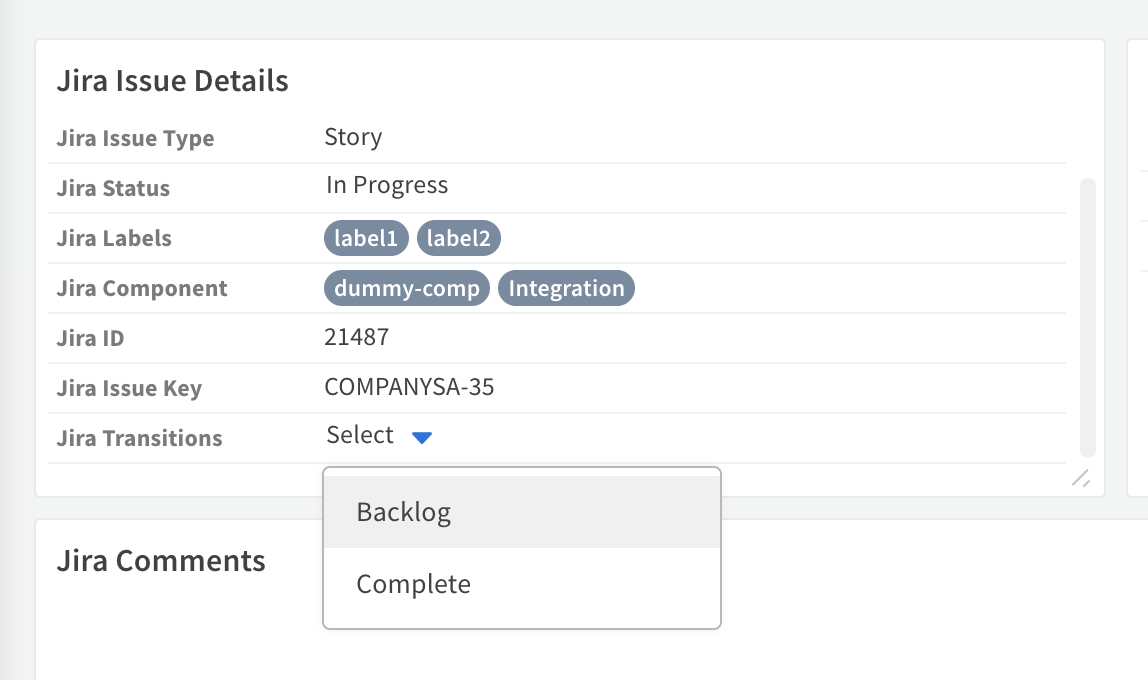 Jira Issue Details
Jira Issue Type Story
Jira Status In Progress
Jira Labels label1 label2
Jira Component dummy-comp Integration
Jira ID 21487
Jira Issue Key COMPANYSA-35
Jira Transitions Select
Backlog
Jira Comments
Complete